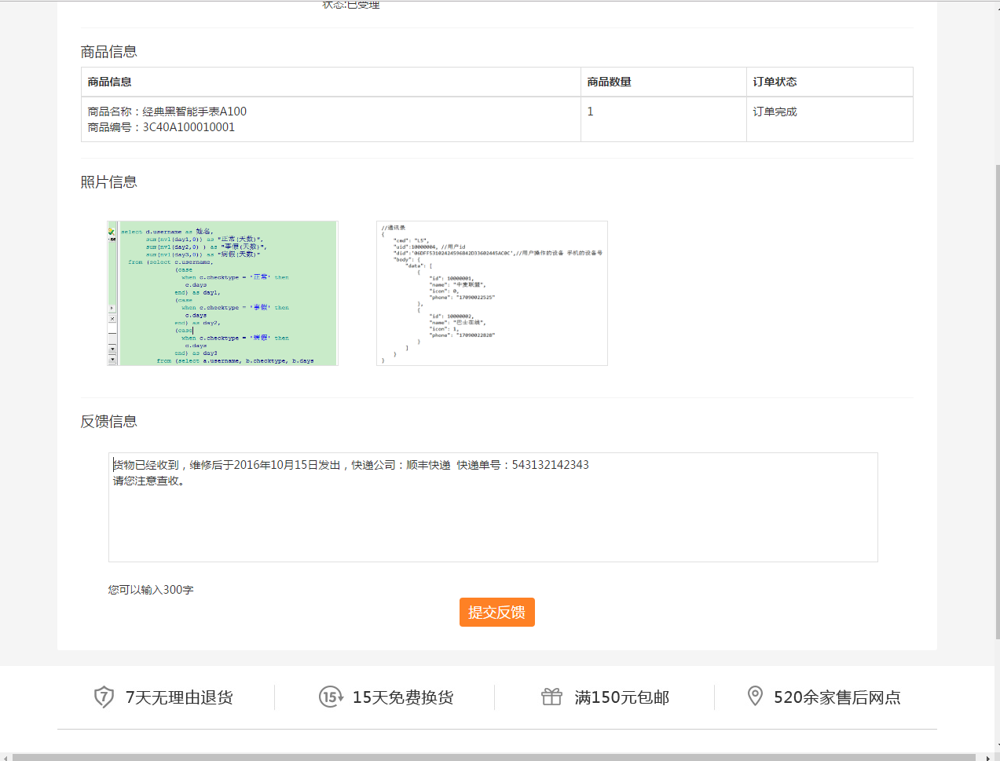 状态:已受理
商品信息
商品信息 商品数量 订单状态
商品名称：经典黑智能手表A100 1 订单完成
商品编号：3C40A100010001
照片信息
select d.username as 姓名,
sum(nvl(day1,0)) as "正常(天数)",
sum(nvl(day2,0) ) as "事假(天数)",
sum(nvl(day3,0)) as "病假(天数)"
from (select c.username,
(case
when c.checktype = '正常' then
c.days
end) as day1,
(case
when c.checktype = '事假' then
c.days
end) as day2,
(case
when c.checktype = '病假' then
c.days
end) as day3
from (select a.username, b.checktype, b.days
//通讯录
{
"cmd": "LS",
"uid":10000004, //用户id
"did":'06DFF53102424596842D33602445AC0C',//用户操作的设备 手机的设备号
"body": {
"data": [
{
"id": 10000001,
"name": "中麦联盟",
"icon": 0,
"phone": "17090022525"
},
{
"id": 10000002,
"name": "巴士在线",
"icon": 1,
"phone": "17090022828"
}
]
}
}
反馈信息
货物已经收到，维修后于2016年10月15日发出，快递公司：顺丰快递 快递单号：543132142343
请您注意查收。
您可以输入300字
提交反馈
7 7天无理由退货 15 15天免费换货 满150元包邮 520余家售后网点